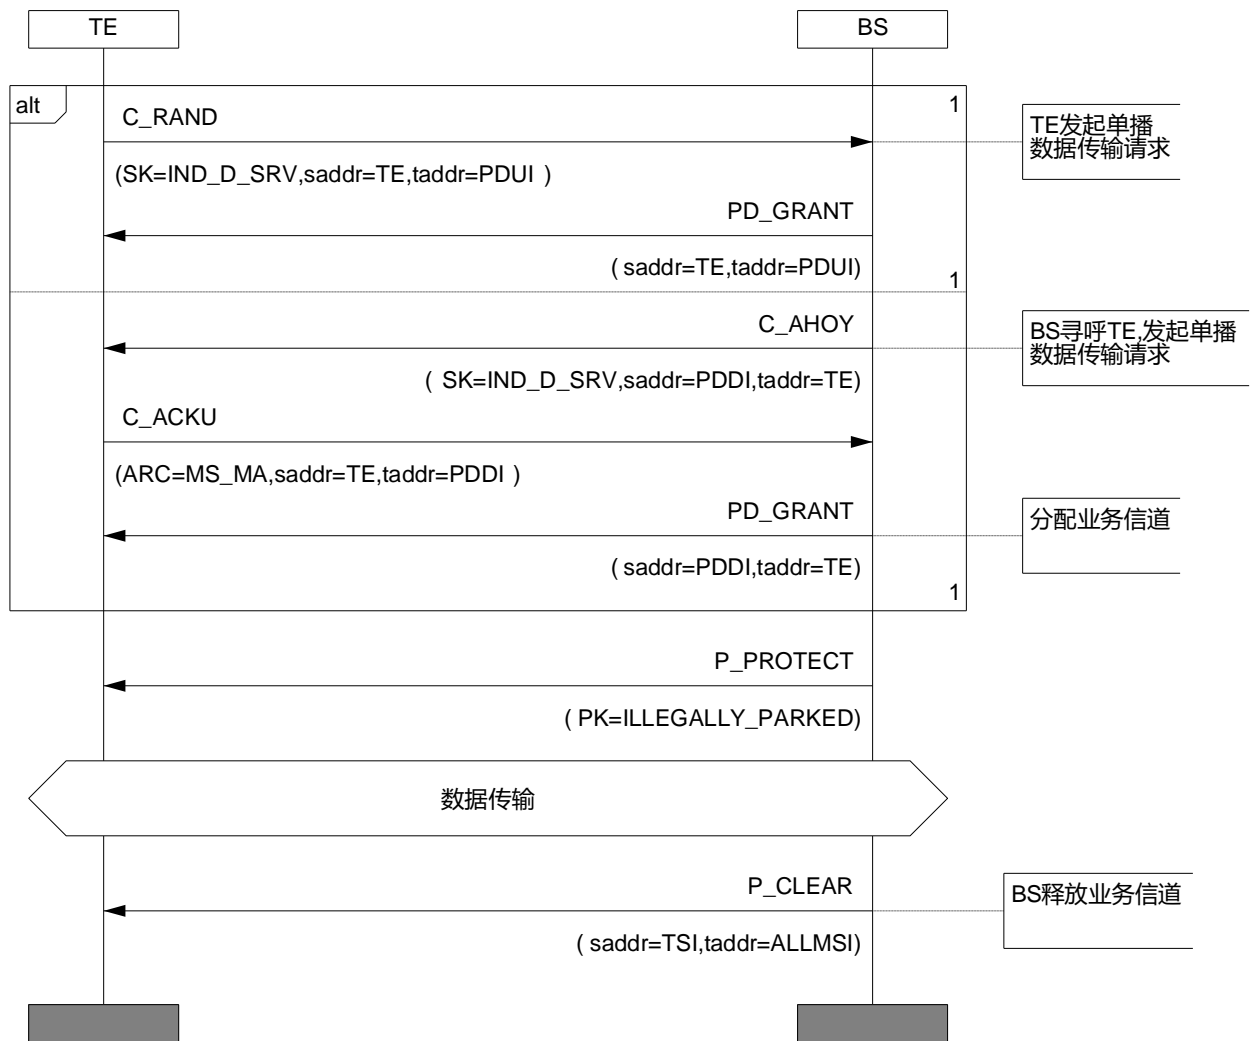 TE
BS
alt
1
C_RAND
TE发起单播
数据传输请求
(SK=IND_D_SRV,saddr=TE,taddr=PDUI )
PD_GRANT
( saddr=TE,taddr=PDUI)
1
C_AHOY
BS寻呼TE,发起单播
数据传输请求
( SK=IND_D_SRV,saddr=PDDI,taddr=TE)
C_ACKU
(ARC=MS_MA,saddr=TE,taddr=PDDI )
PD_GRANT
分配业务信道
( saddr=PDDI,taddr=TE)
1
P_PROTECT
( PK=ILLEGALLY_PARKED)
数据传输
P_CLEAR
BS释放业务信道
( saddr=TSI,taddr=ALLMSI)